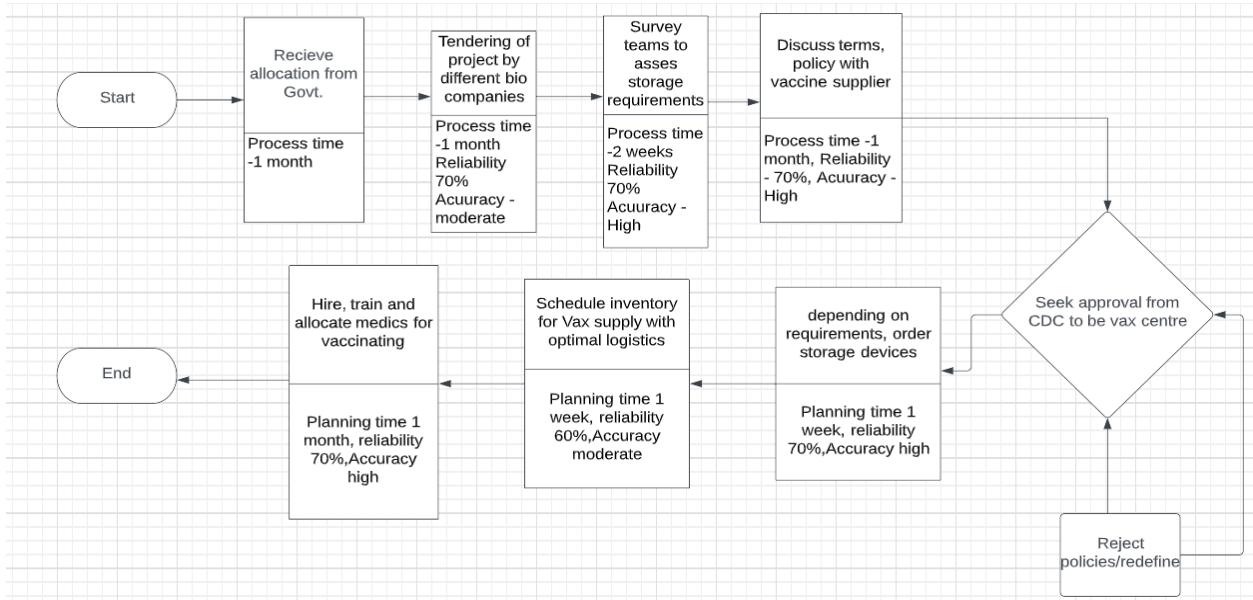 Start
Recieve
allocation from
Govt.
Process time
-1 month
Tendering of
project by
different bio
companies
Process time
-1 month
Reliability
70%
Acuuracy -
moderate
Survey
teams to
asses
storage
requirements
Process time
-2 weeks
Reliability
70%
Acuuracy -
High
Discuss terms,
policy with
vaccine supplier
Process time -1
month, Reliability
- 70%, Acuuracy -
High
Seek approval from
CDC to be vax centre
Reject
policies/redefine
depending on
requirements, order
storage devices
Planning time 1
week, reliability
70%,Accuracy high
Schedule inventory
for Vax supply with
optimal logistics
Planning time 1
week, reliability
60%,Accuracy
moderate
Hire, train and
allocate medics for
vaccinating
Planning time 1
month, reliability
70%,Accuracy
high
End